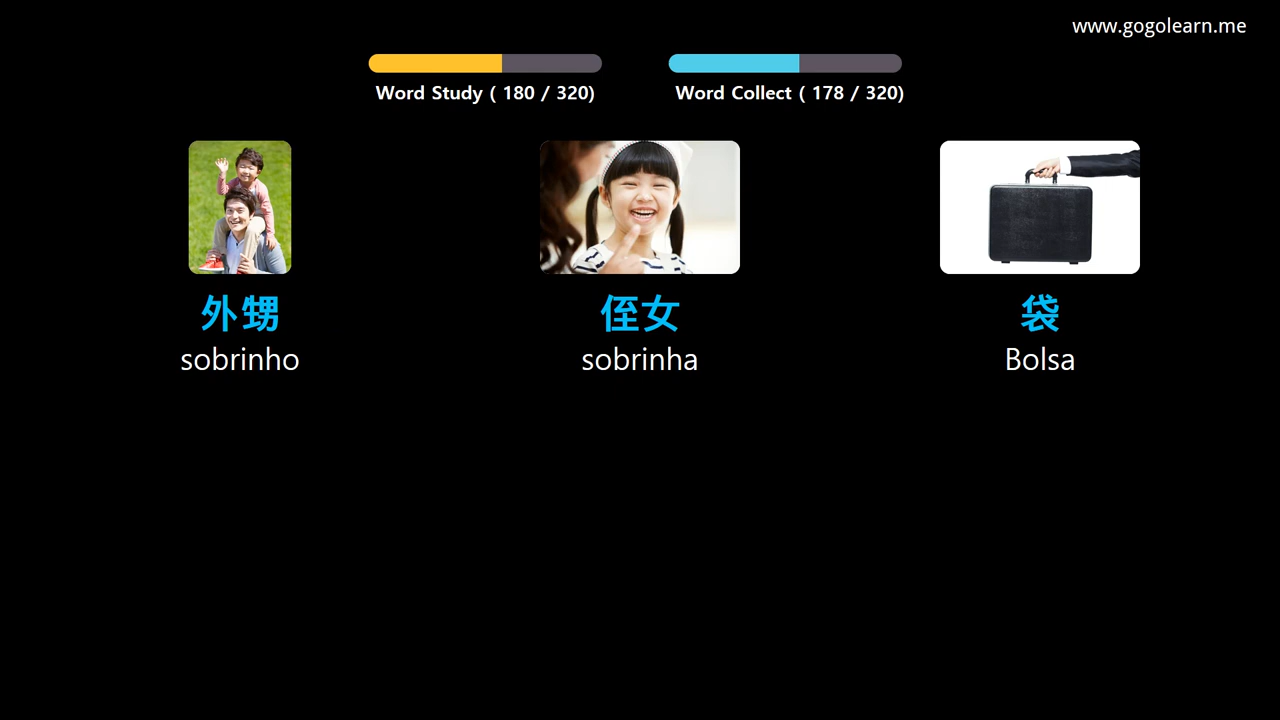 www.gogolearn.me
Word Study ( 180 / 320)
Word Collect ( 178 / 320)
外甥
sobrinho
侄女
sobrinha
袋
Bolsa